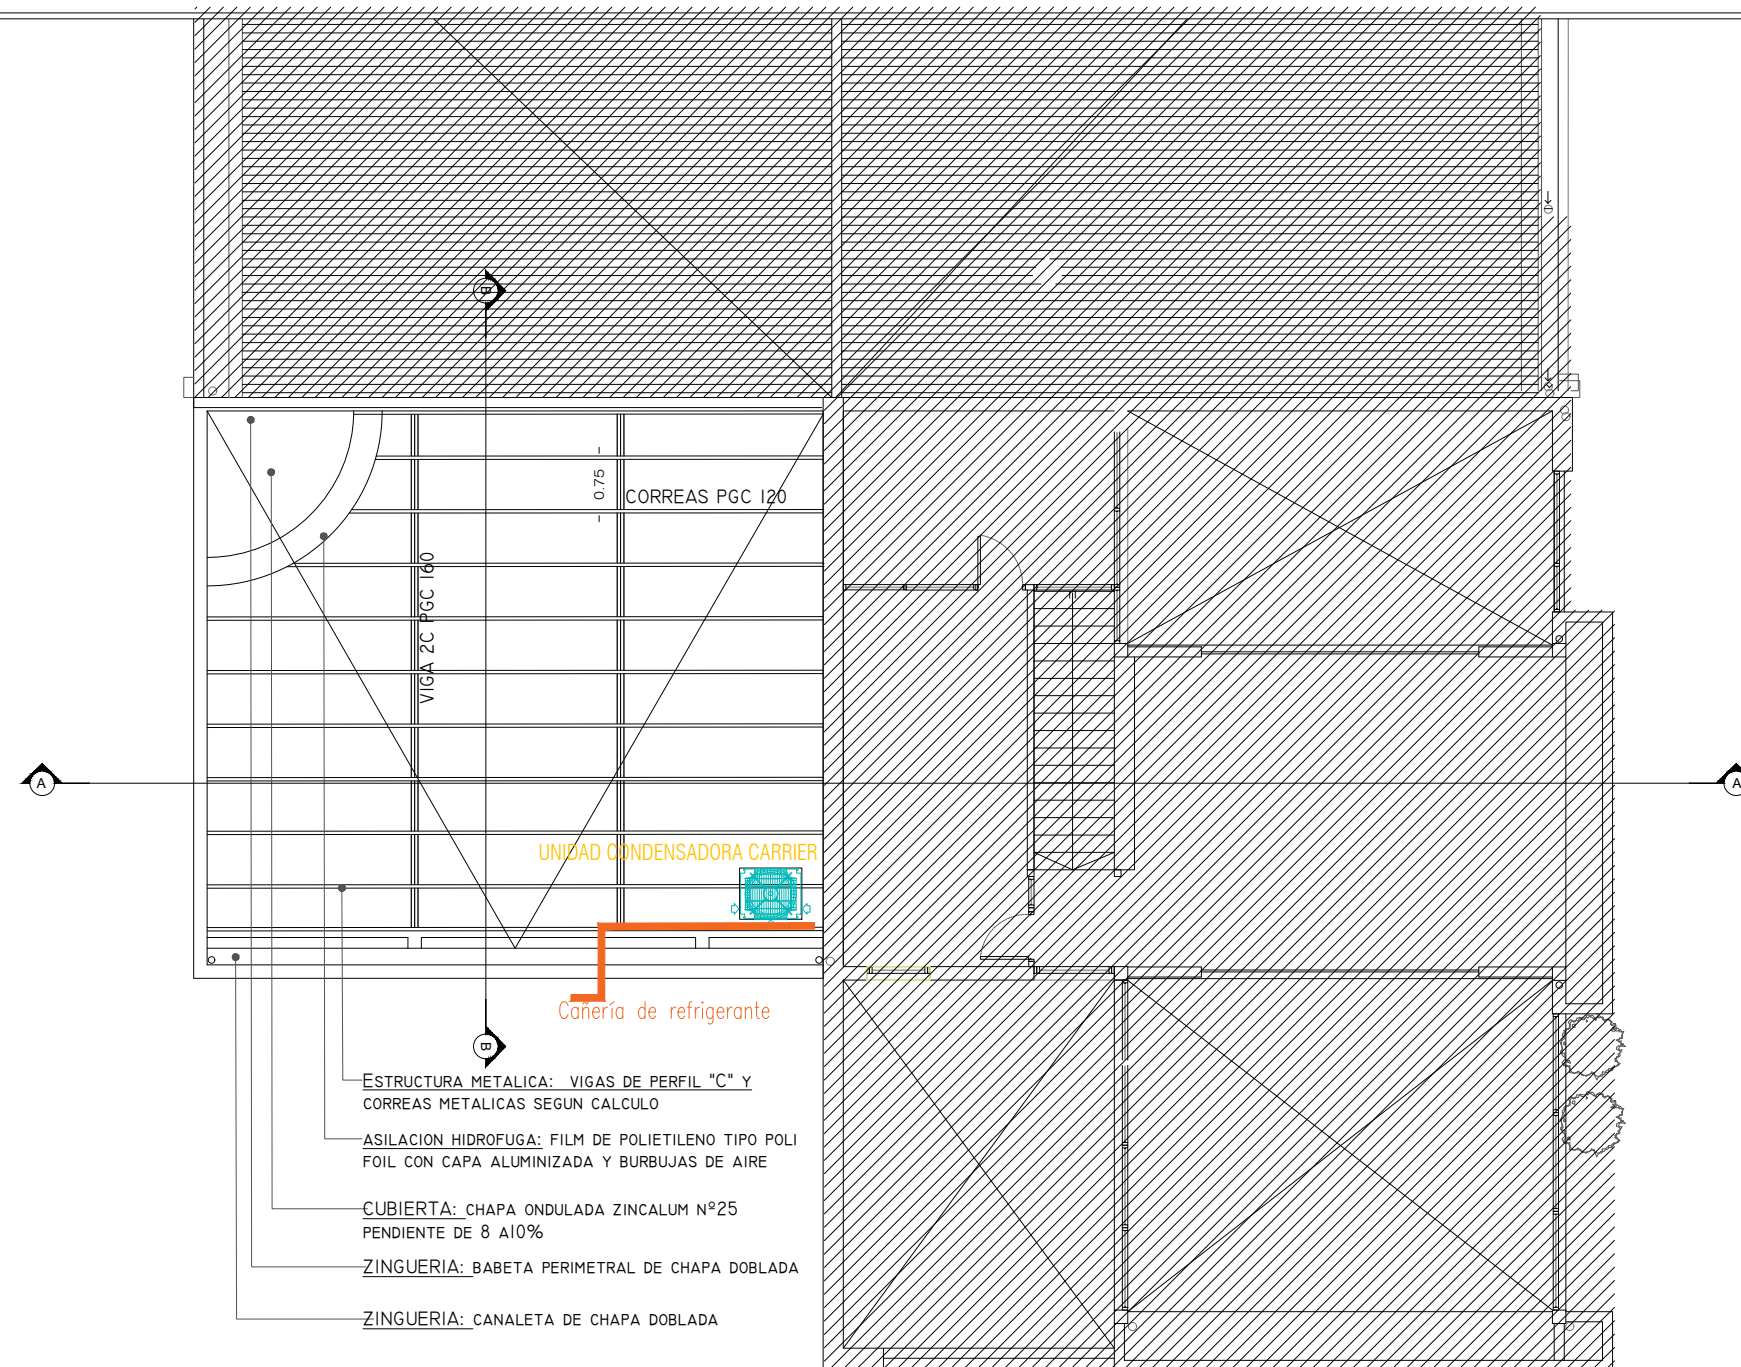 B
0.75
CORREAS PGC 120
VIGA 2C PGC 160
A
A
UNIDAD CONDENSADORA CARRIER
Cañería de refrigerante
B
ESTRUCTURA METALICA: VIGAS DE PERFIL "C" Y
CORREAS METALICAS SEGUN CALCULO
ASILACION HIDROFUGA: FILM DE POLIETILENO TIPO POLI
FOIL CON CAPA ALUMINIZADA Y BURBUJAS DE AIRE
CUBIERTA: CHAPA ONDULADA ZINCALUM Nº25
PENDIENTE DE 8 A10%
ZINGUERIA: BABETA PERIMETRAL DE CHAPA DOBLADA
ZINGUERIA: CANALETA DE CHAPA DOBLADA